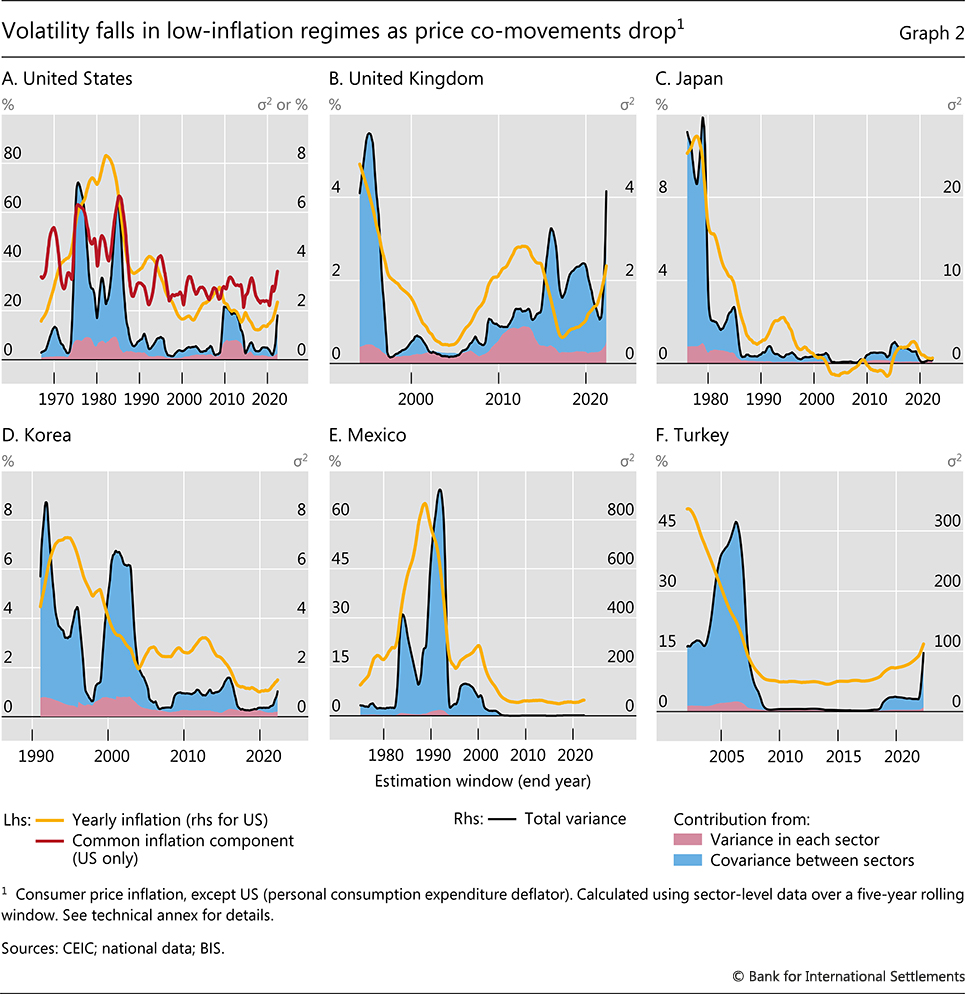 Volatility falls in low-inflation regimes as price co-movements drop¹ Graph 2
A. United States
% σ² or %
80 8
60 6
40 4
20 2
0 0
1970 1980 1990 2000 2010 2020
B. United Kingdom
% σ²
4 4
2 2
0 0
2000 2010 2020
C. Japan
% σ²
8 20
4 10
0 0
1980 1990 2000 2010 2020
D. Korea
% σ²
8 8
6 6
4 4
2 2
0 0
1990 2000 2010 2020
E. Mexico
% σ²
60 800
45 600
30 400
15 200
0 0
1980 1990 2000 2010 2020
F. Turkey
% σ²
45 300
30 200
15 100
0 0
2005 2010 2015 2020
Estimation window (end year)
Lhs: Yearly inflation (rhs for US)
Common inflation component
(US only)
Rhs: Total variance
Contribution from:
Variance in each sector
Covariance between sectors
¹ Consumer price inflation, except US (personal consumption expenditure deflator). Calculated using sector-level data over a five-year rolling
window. See technical annex for details.
Sources: CEIC; national data; BIS.
© Bank for International Settlements